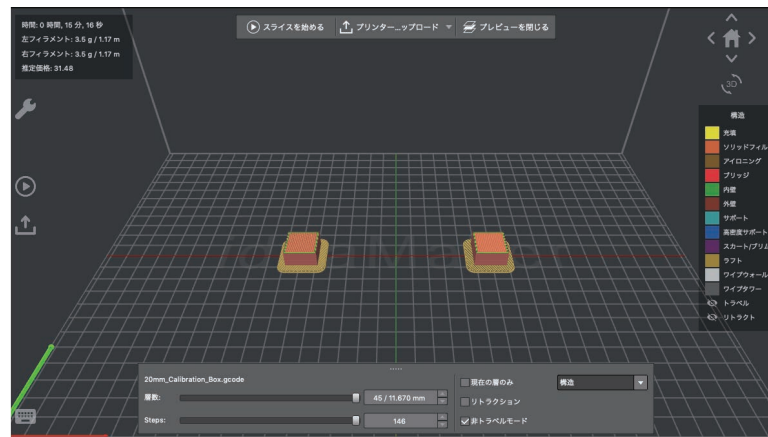 時間: 0 時間, 15 分, 16 秒
左フィラメント: 3.5 g / 1.17 m
右フィラメント: 3.5 g / 1.17 m
推定価格: 31.48
スライスを始める
プリンター...ップロード
プレビューを閉じる
3D
構造
充填
ソリッドフィル
アイロニング
ブリッジ
内壁
外壁
サポート
高密度サポート
スカート/ブリム
ラフト
ワイプウォール
ワイプタワー
トラベル
リトラクト
20mm_Calibration_Box.gcode
層数:
45 / 11.670 mm
現在の層のみ
構造
リトラクション
Steps:
146
非トラベルモード